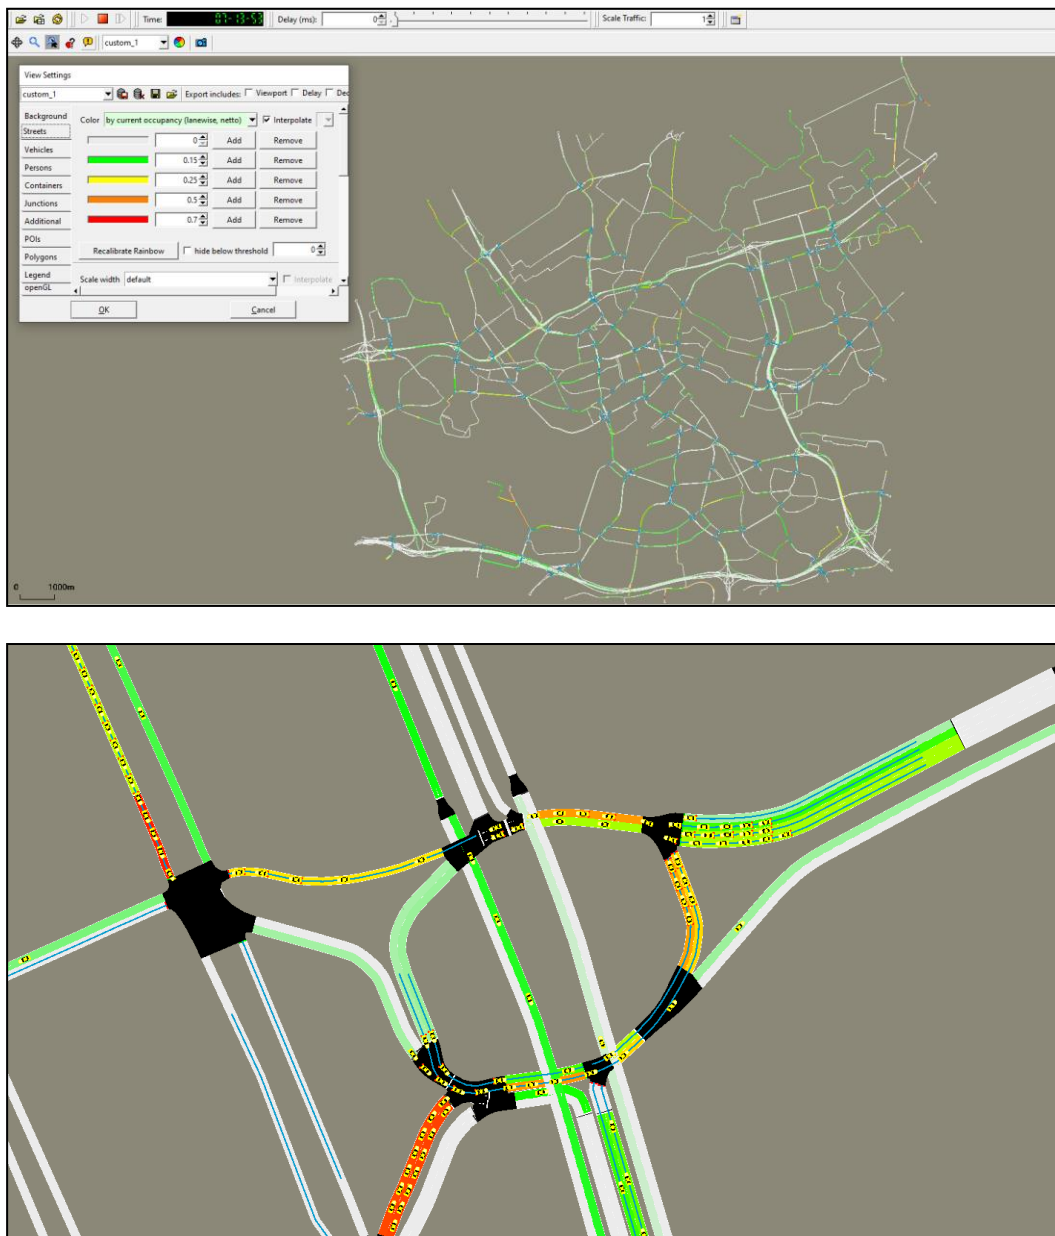 Time: 07-13-53 Delay (ms): 0 Scale Traffic: 1
custom_1
View Settings
custom_1 Export includes: Viewport Delay Dec
Background Color by current occupancy (lanewise, netto) Interpolate
Streets 0 Add Remove
Vehicles 0.15 Add Remove
Persons 0.25 Add Remove
Containers 0.5 Add Remove
Junctions 0.7 Add Remove
Additional
POIs
Polygons Recalibrate Rainbow hide below threshold 0
Legend Scale width default Interpolate
openGL
OK Cancel
0 1000m